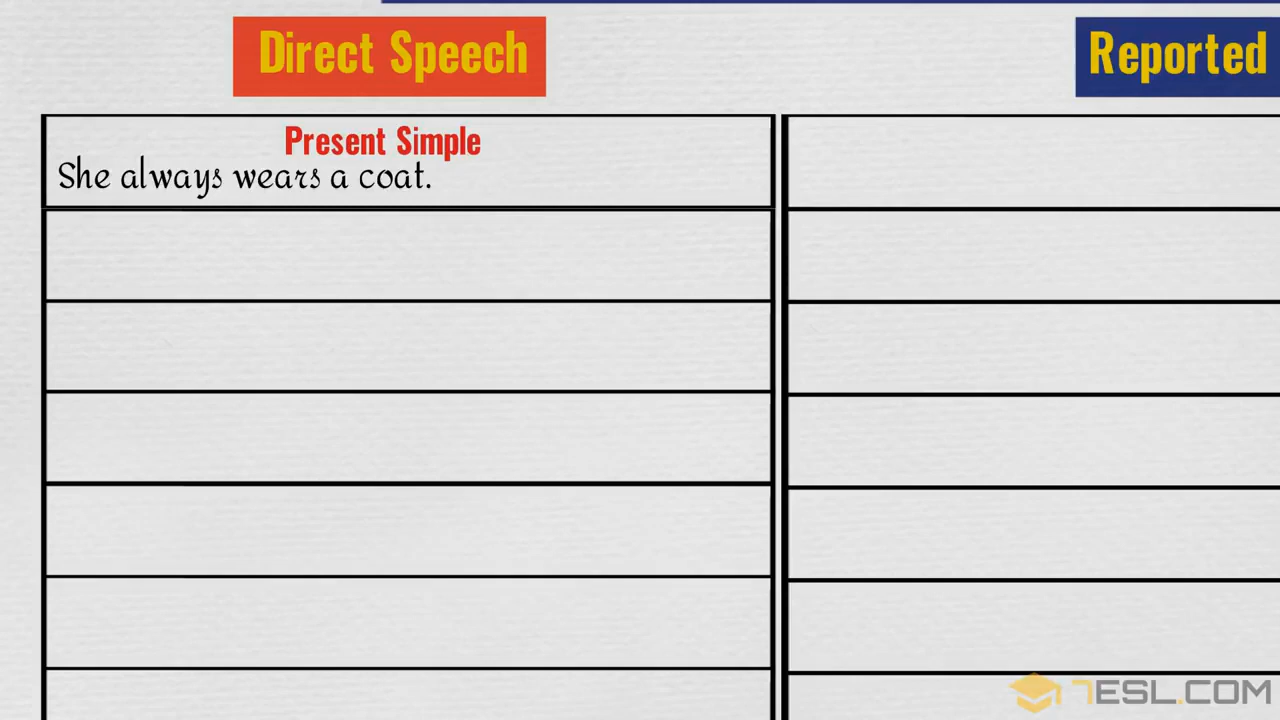 Direct Speech
Reported
Present Simple
She always wears a coat.
7ESL.COM